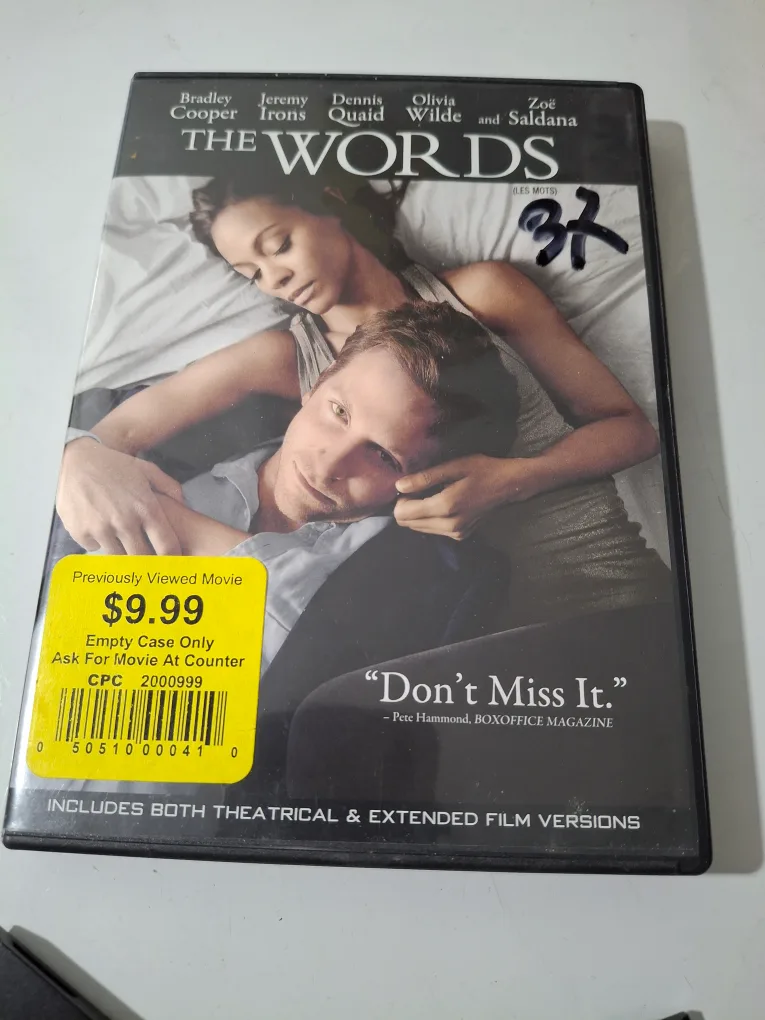 Bradley Cooper Jeremy Irons Dennis Quaid Olivia Wilde and Zoë Saldana
THE WORDS
(LES MOTS)
37
Previously Viewed Movie
$9.99
Empty Case Only
Ask For Movie At Counter
CPC 2000999
0 50510 00041 0
“Don’t Miss It.”
– Pete Hammond, BOXOFFICE MAGAZINE
INCLUDES BOTH THEATRICAL & EXTENDED FILM VERSIONS